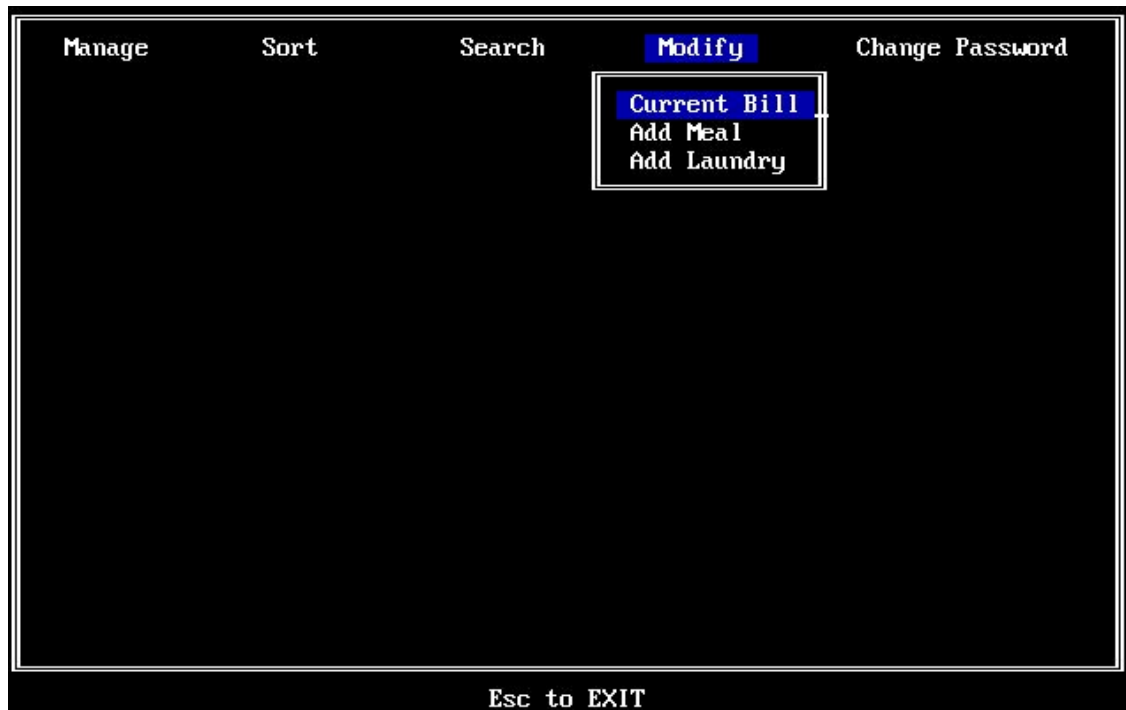 Manage Sort Search Modify Change Password
Current Bill
Add Meal
Add Laundry
Esc to EXIT